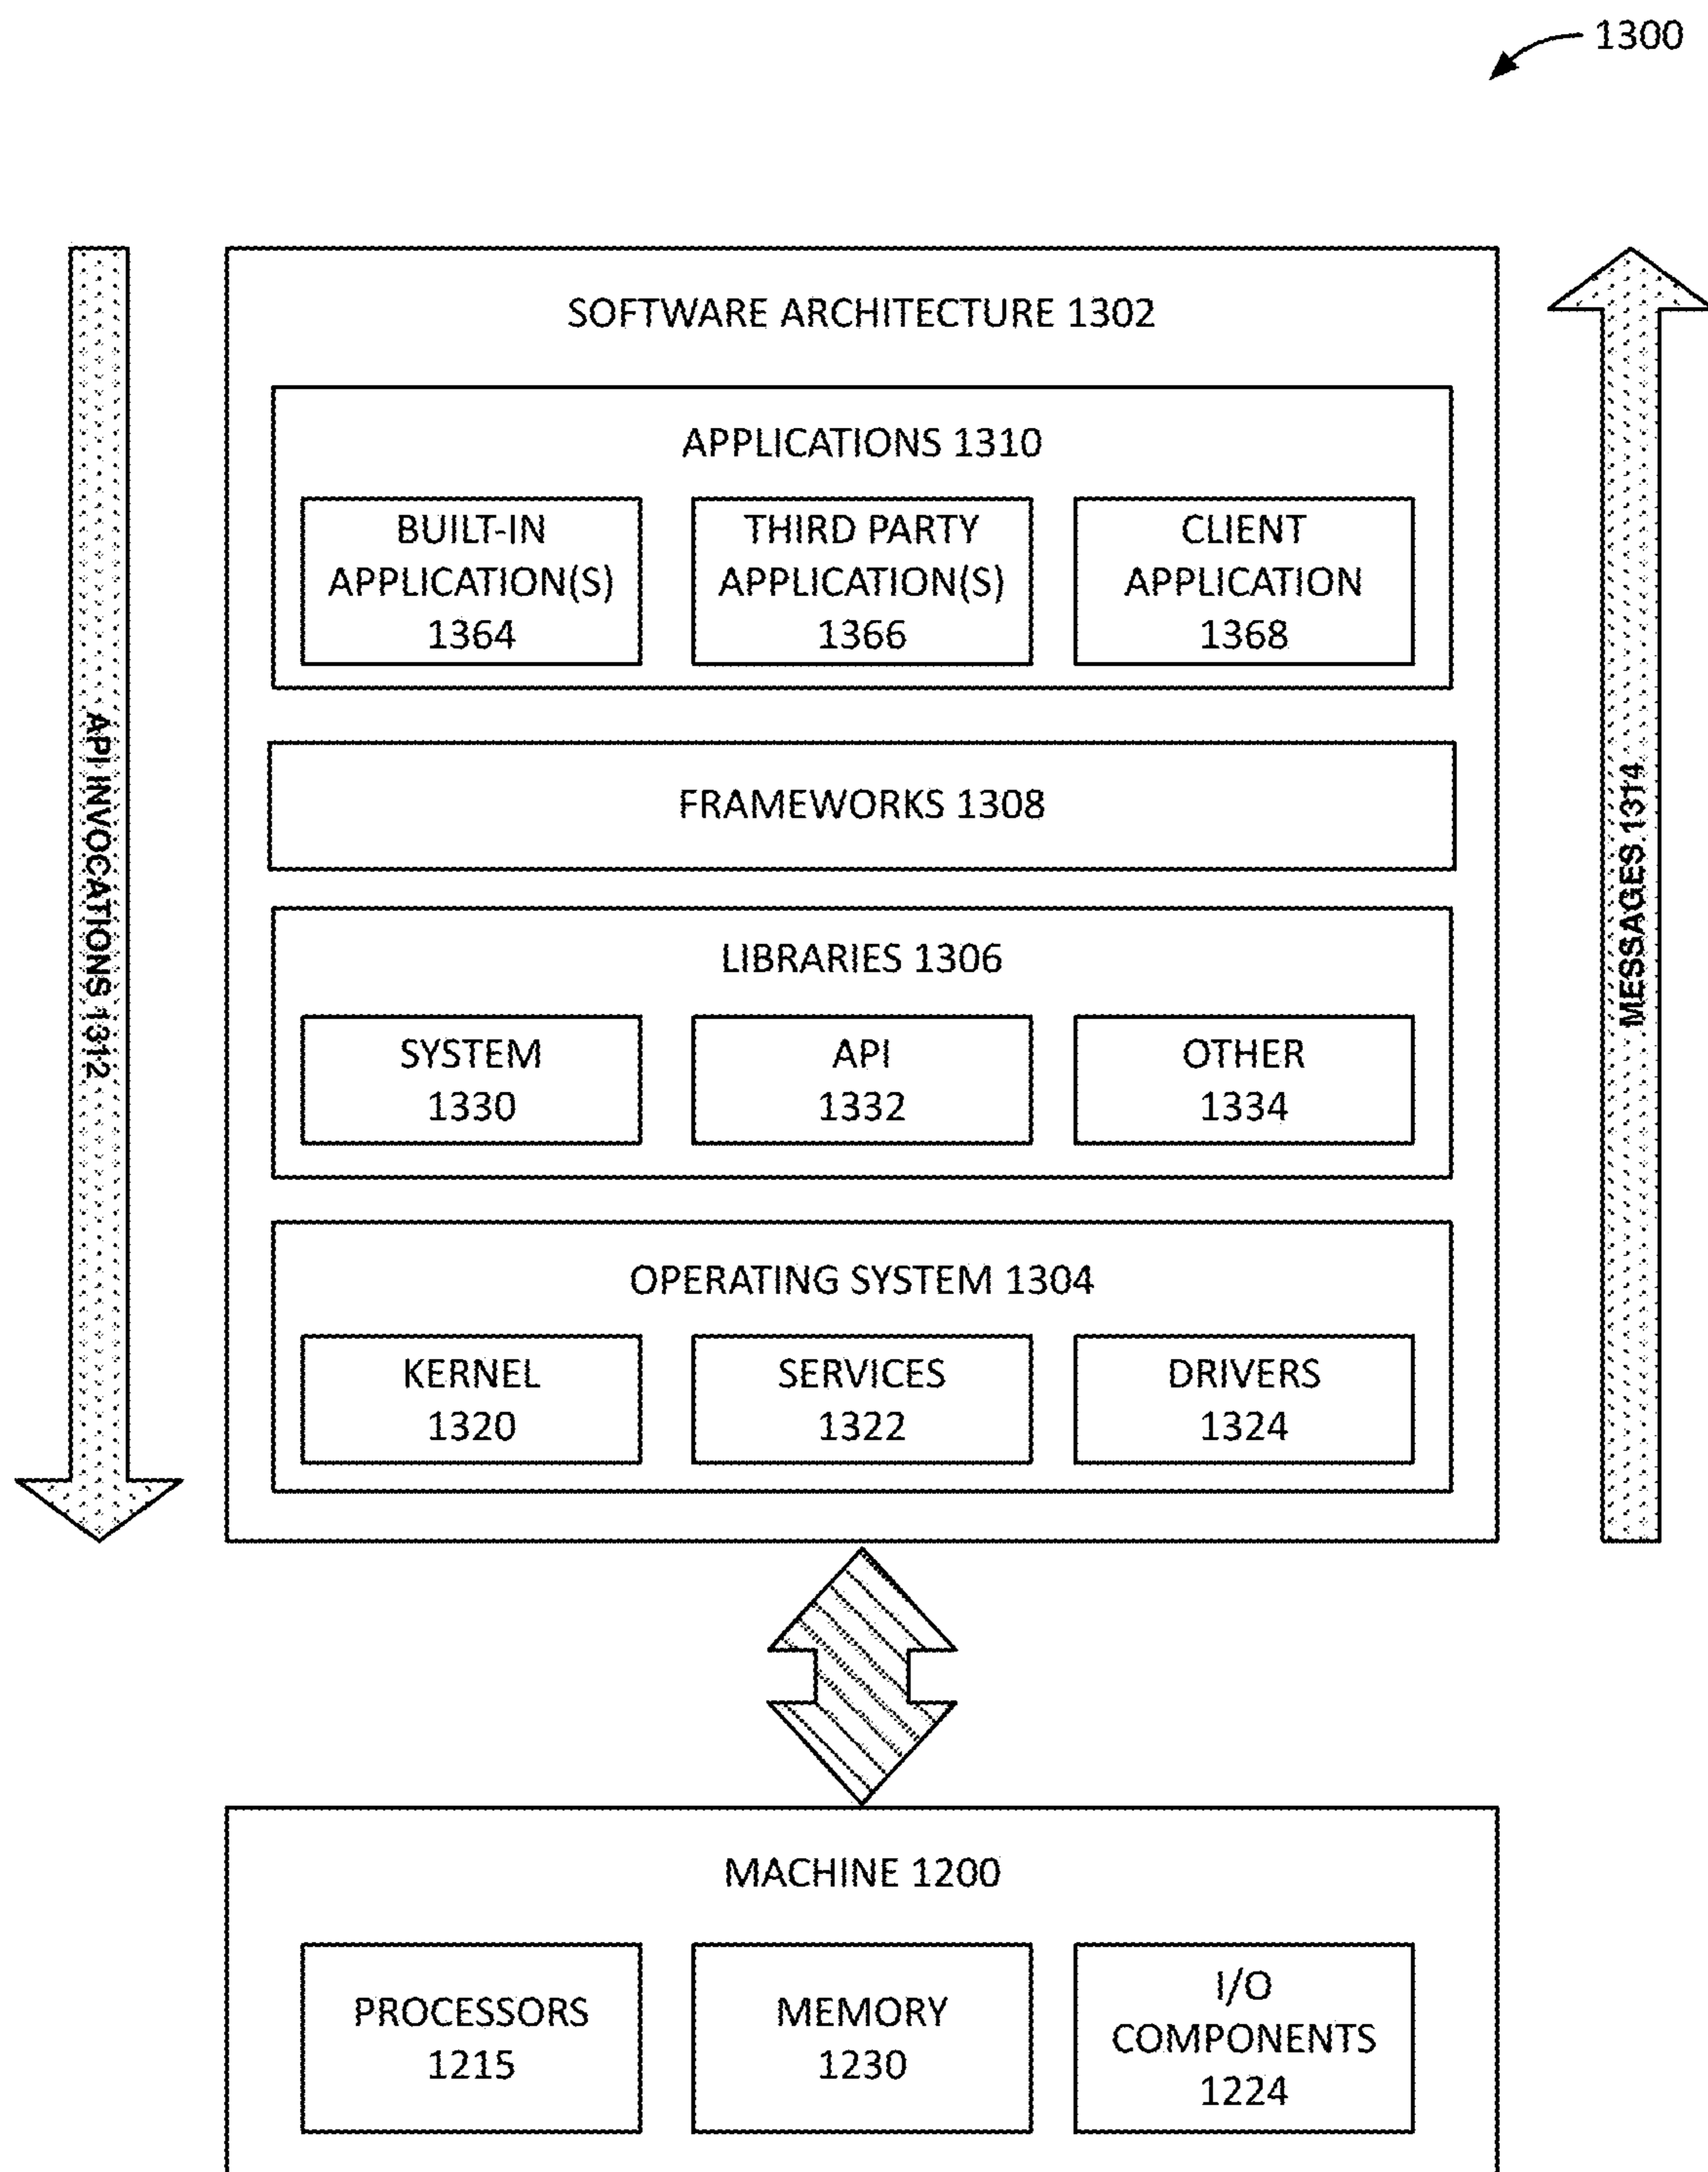 1300
SOFTWARE ARCHITECTURE 1302
APPLICATIONS 1310
BUILT-IN
APPLICATION(S)
1364
THIRD PARTY
APPLICATION(S)
1366
CLIENT
APPLICATION
1368
API INVOCATIONS 1312
FRAMEWORKS 1308
MESSAGES 1314
LIBRARIES 1306
SYSTEM
1330
API
1332
OTHER
1334
OPERATING SYSTEM 1304
KERNEL
1320
SERVICES
1322
DRIVERS
1324
MACHINE 1200
PROCESSORS
1215
MEMORY
1230
I/O
COMPONENTS
1224